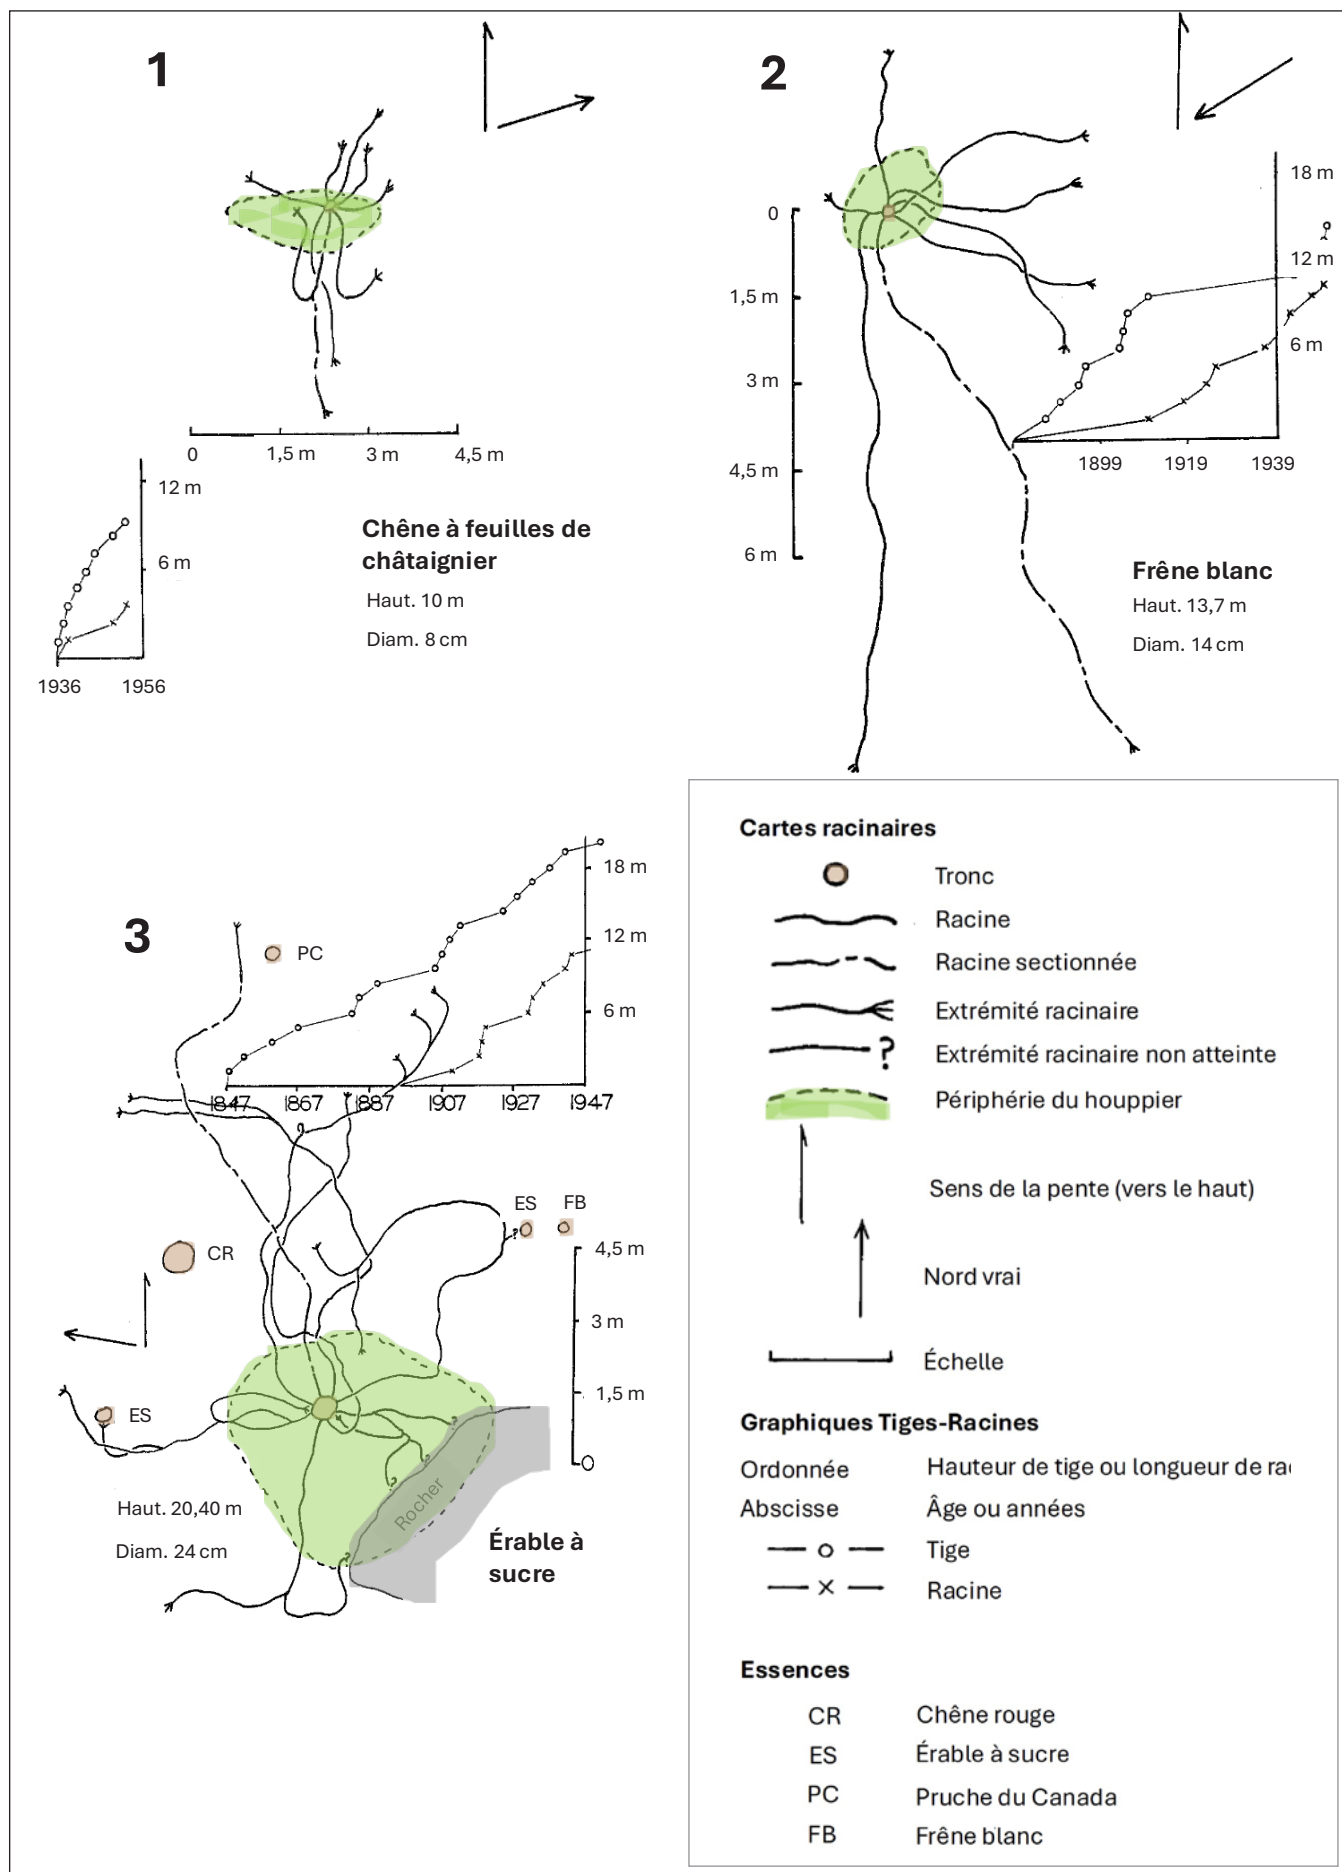 1
0
1,5 m
3 m
4,5 m
12 m
6 m
1936
1956
Chêne à feuilles de
châtaignier
Haut. 10 m
Diam. 8 cm
2
0
1,5 m
3 m
4,5 m
6 m
18 m
12 m
6 m
1899
1919
1939
Frêne blanc
Haut. 13,7 m
Diam. 14 cm
3
18 m
12 m
6 m
1847
1867
1887
1907
1927
1947
PC
CR
ES
FB
?
4,5 m
3 m
1,5 m
0
ES
Rocher
Haut. 20,40 m
Diam. 24 cm
Érable à
sucre
Cartes racinaires
Tronc
Racine
Racine sectionnée
Extrémité racinaire
? Extrémité racinaire non atteinte
Périphérie du houppier
Sens de la pente (vers le haut)
Nord vrai
Échelle
Graphiques Tiges-Racines
Ordonnée Hauteur de tige ou longueur de
Abscisse Âge ou années
Tige
Racine
Essences
CR Chêne rouge
ES Érable à sucre
PC Pruche du Canada
FB Frêne blanc